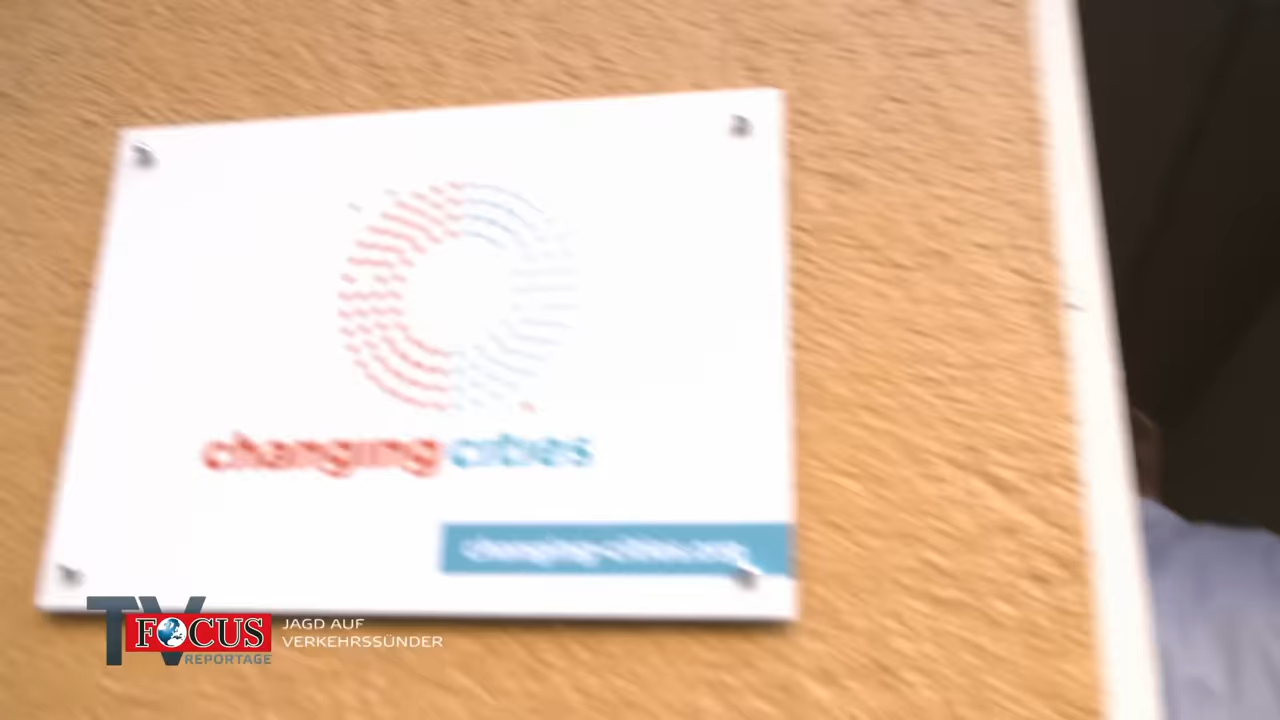 changing cities
changing-cities.org
TV
FOCUS
REPORTAGE
JAGD AUF
VERKEHRSSÜNDER